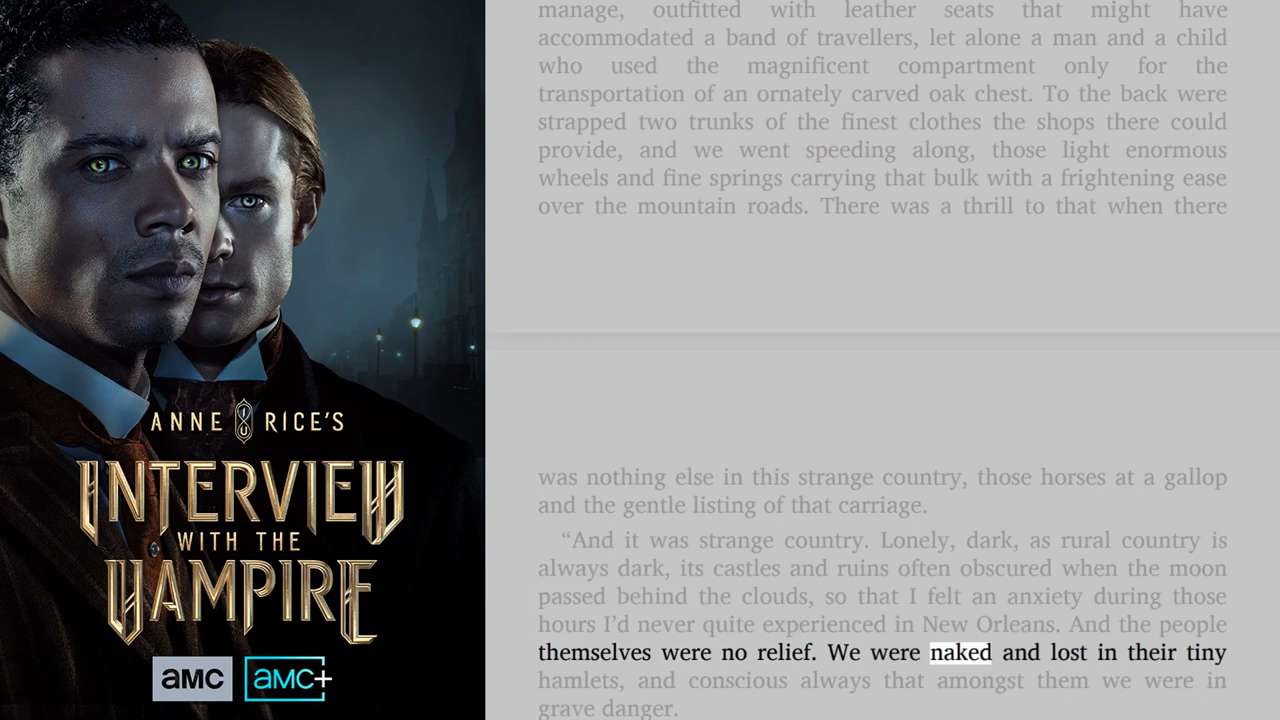 ANNE RICE'S
INTERVIEW
WITH THE
VAMPIRE
amc
amc+
manage, outfitted with leather seats that might have
accommodated a band of travellers, let alone a man and a child
who used the magnificent compartment only for the
transportation of an ornately carved oak chest. To the back were
strapped two trunks of the finest clothes the shops there could
provide, and we went speeding along, those light enormous
wheels and fine springs carrying that bulk with a frightening ease
over the mountain roads. There was a thrill to that when there
was nothing else in this strange country, those horses at a gallop
and the gentle listing of that carriage.
“And it was strange country. Lonely, dark, as rural country is
always dark, its castles and ruins often obscured when the moon
passed behind the clouds, so that I felt an anxiety during those
hours I’d never quite experienced in New Orleans. And the people
themselves were no relief. We were naked and lost in their tiny
hamlets, and conscious always that amongst them we were in
grave danger.